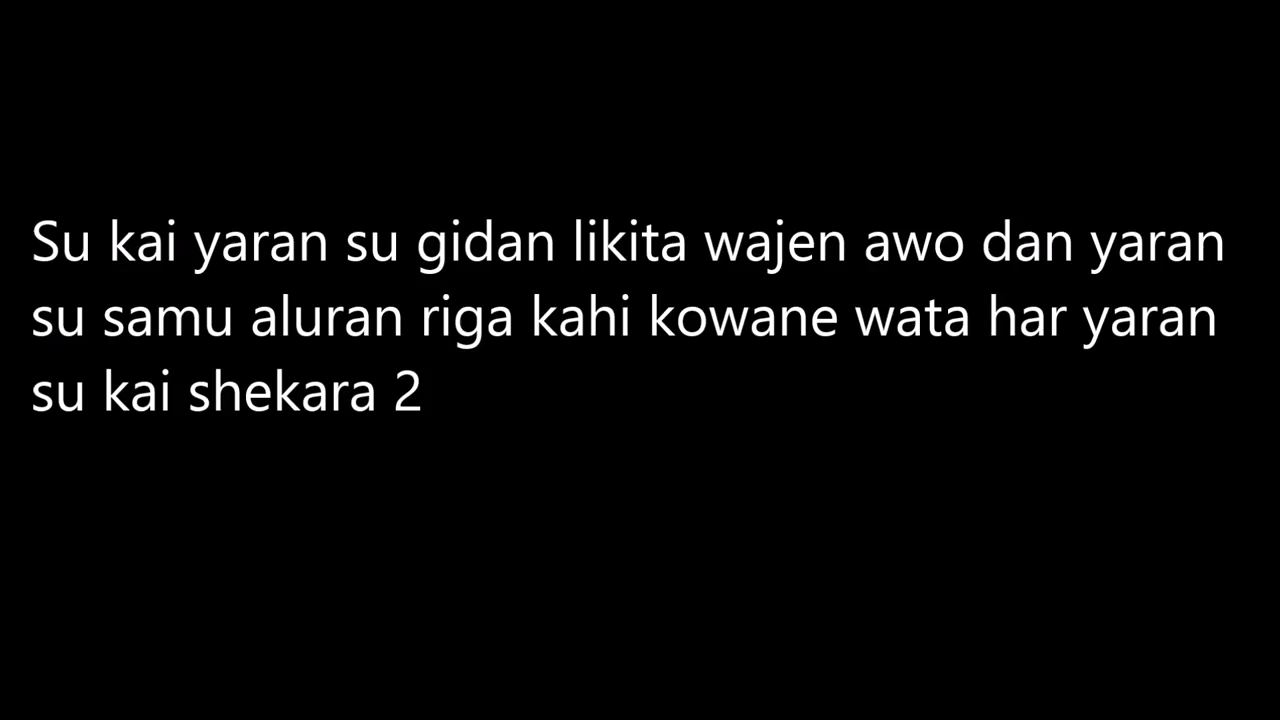 Su kai yaran su gidan likita wajen awo dan yaran
su samu aluran riga kahi kowane wata har yaran
su kai shekara 2